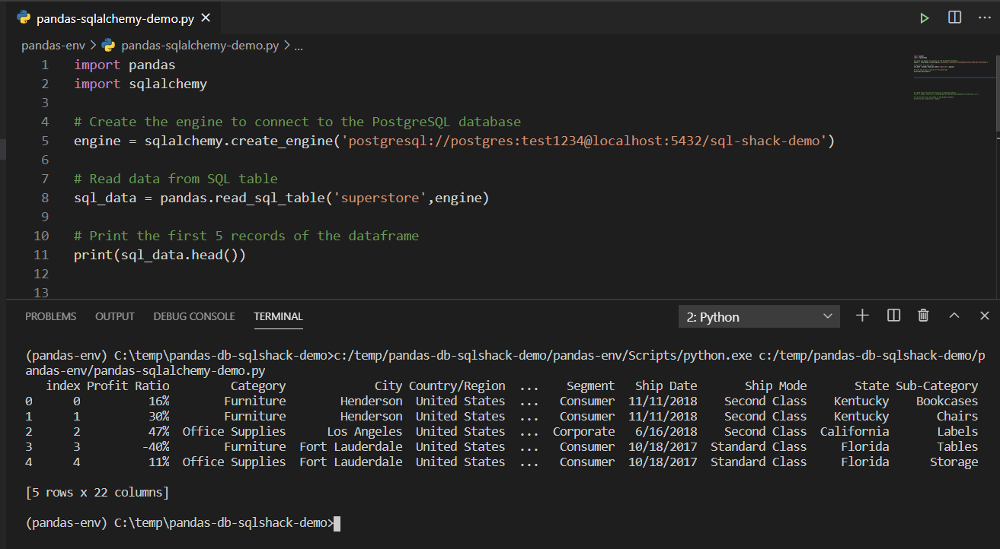 pandas-sqlalchemy-demo.py
pandas-env > pandas-sqlalchemy-demo.py > ...
1 import pandas
2 import sqlalchemy
3
4 # Create the engine to connect to the PostgreSQL database
5 engine = sqlalchemy.create_engine('postgresql://postgres:test1234@localhost:5432/sql-shack-demo')
6
7 # Read data from SQL table
8 sql_data = pandas.read_sql_table('superstore',engine)
9
10 # Print the first 5 records of the dataframe
11 print(sql_data.head())
12
13
PROBLEMS OUTPUT DEBUG CONSOLE TERMINAL 2: Python
(pandas-env) C:\temp\pandas-db-sqlshack-demo>c:/temp/pandas-db-sqlshack-demo/pandas-env/Scripts/python.exe c:/temp/pandas-db-sqlshack-demo/p
andas-env/pandas-sqlalchemy-demo.py
index Profit Ratio Category City Country/Region ... Segment Ship Date Ship Mode State Sub-Category
0 0 16% Furniture Henderson United States ... Consumer 11/11/2018 Second Class Kentucky Bookcases
1 1 30% Furniture Henderson United States ... Consumer 11/11/2018 Second Class Kentucky Chairs
2 2 47% Office Supplies Los Angeles United States ... Corporate 6/16/2018 Second Class California Labels
3 3 -40% Furniture Fort Lauderdale United States ... Consumer 10/18/2017 Standard Class Florida Tables
4 4 11% Office Supplies Fort Lauderdale United States ... Consumer 10/18/2017 Standard Class Florida Storage
[5 rows x 22 columns]
(pandas-env) C:\temp\pandas-db-sqlshack-demo>